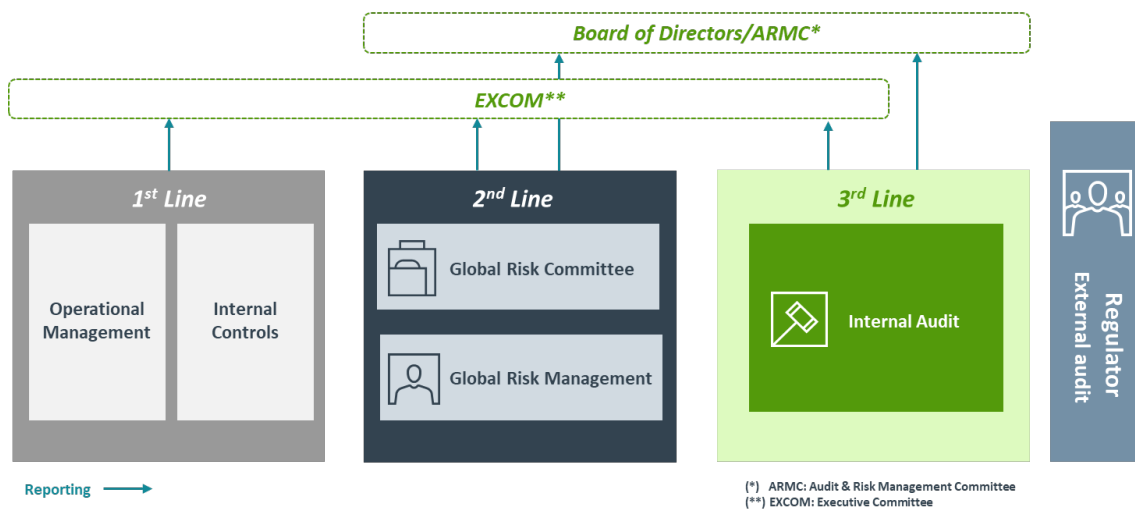 Board of Directors/ARMC*
EXCOM**
1st Line
2nd Line
3rd Line
Operational
Management
Internal
Controls
Global Risk Committee
Global Risk Management
Internal Audit
Regulator
External audit
Reporting
(*) ARMC: Audit & Risk Management Committee
(**) EXCOM: Executive Committee